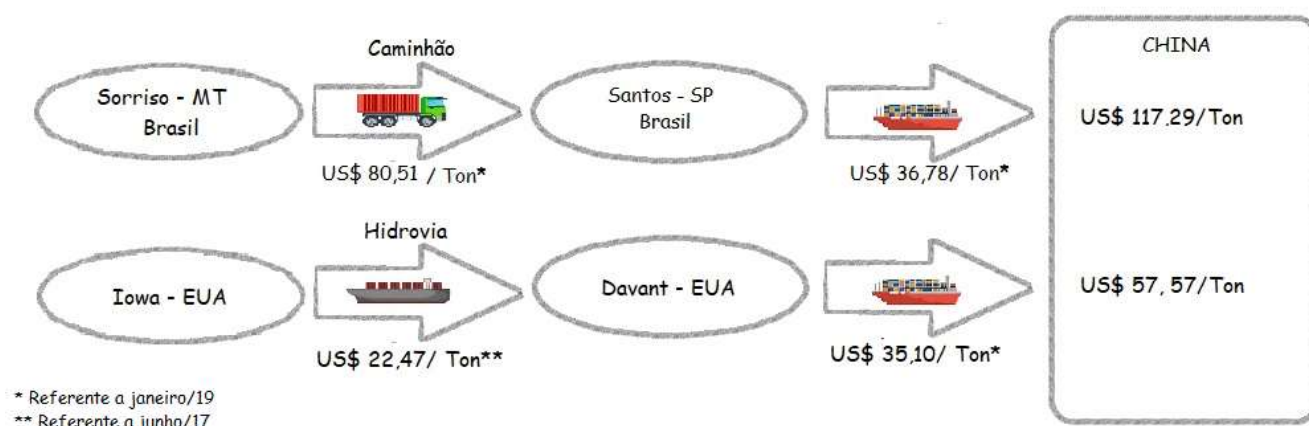 Caminhão
CHINA
Sorriso - MT
Brasil
Santos - SP
Brasil
US$ 117.29/Ton
US$ 80,51 / Ton*
US$ 36,78/ Ton*
Hidrovia
Iowa - EUA
Davant - EUA
US$ 57, 57/Ton
US$ 22,47/ Ton**
US$ 35,10/ Ton*
* Referente a janeiro/19
** Referente a junho/17